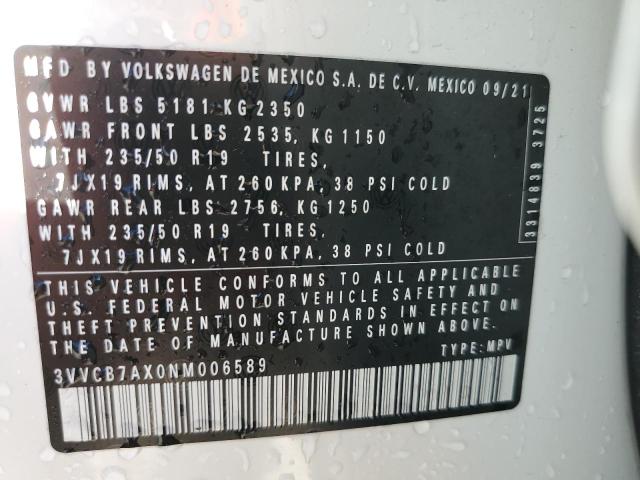 MFD BY VOLKSWAGEN DE MEXICO S.A. DE C.V. MEXICO 09/21
GVWR LBS 5181 KG 2350
GAWR FRONT LBS 2535, KG 1150
WITH 235/50 R19 TIRES,
7JX19 RIMS, AT 260 KPA, 38 PSI COLD
GAWR REAR LBS 2756, KG 1250
WITH 235/50 R19 TIRES,
7JX19 RIMS, AT 260 KPA, 38 PSI COLD
3314839 3726
THIS VEHICLE CONFORMS TO ALL APPLICABLE
U.S. FEDERAL MOTOR VEHICLE SAFETY AND
THEFT PREVENTION STANDARDS IN EFFECT ON
THE DATE OF MANUFACTURE SHOWN ABOVE.
TYPE: MPV
3VVCB7AX0NM006589